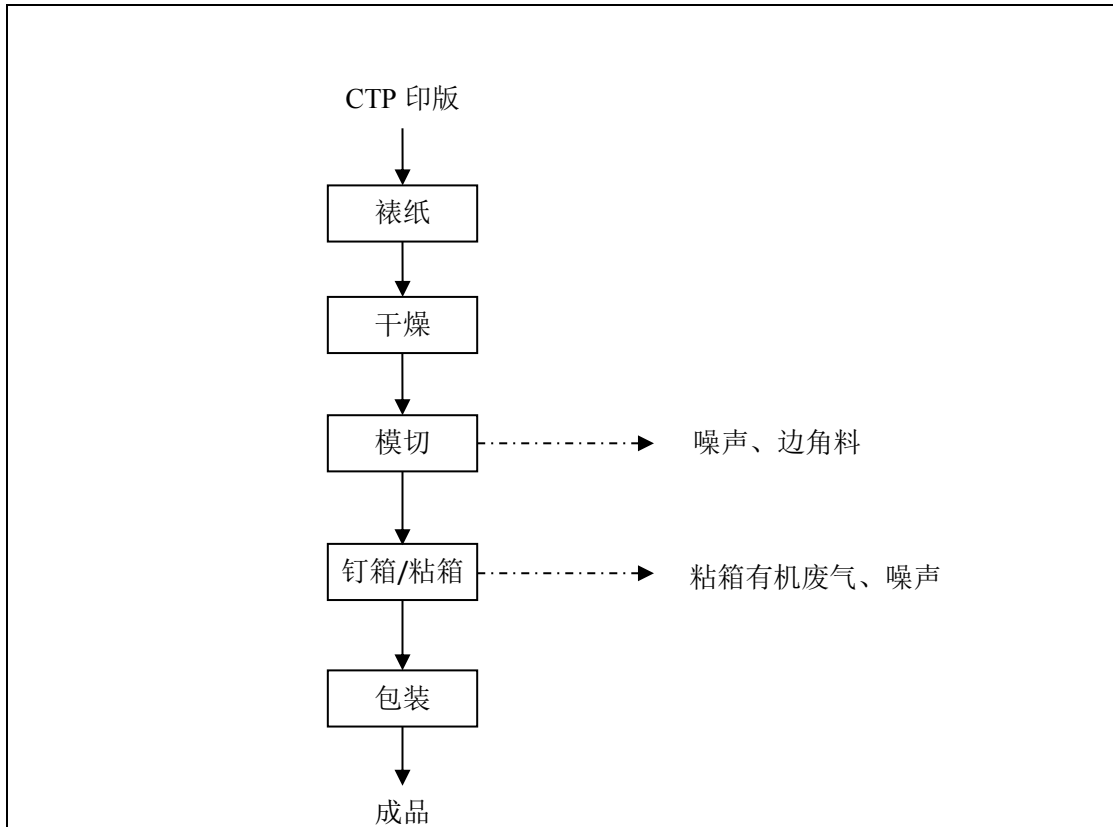 CTP 印版
裱纸
干燥
模切
噪声、边角料
钉箱/粘箱
粘箱有机废气、噪声
包装
成品